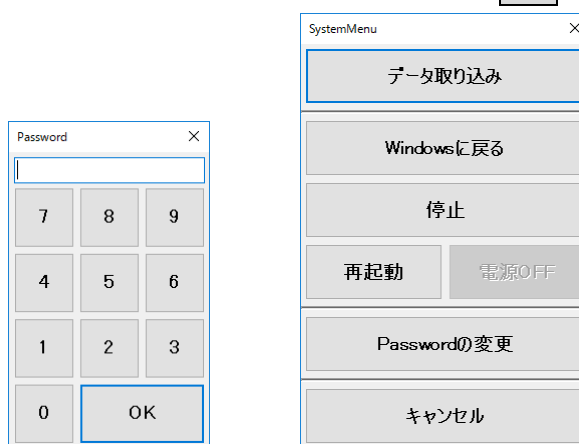 Password
7 8 9
4 5 6
1 2 3
0 OK
SystemMenu
データ取り込み
Windowsに戻る
停止
再起動 電源OFF
Passwordの変更
キャンセル